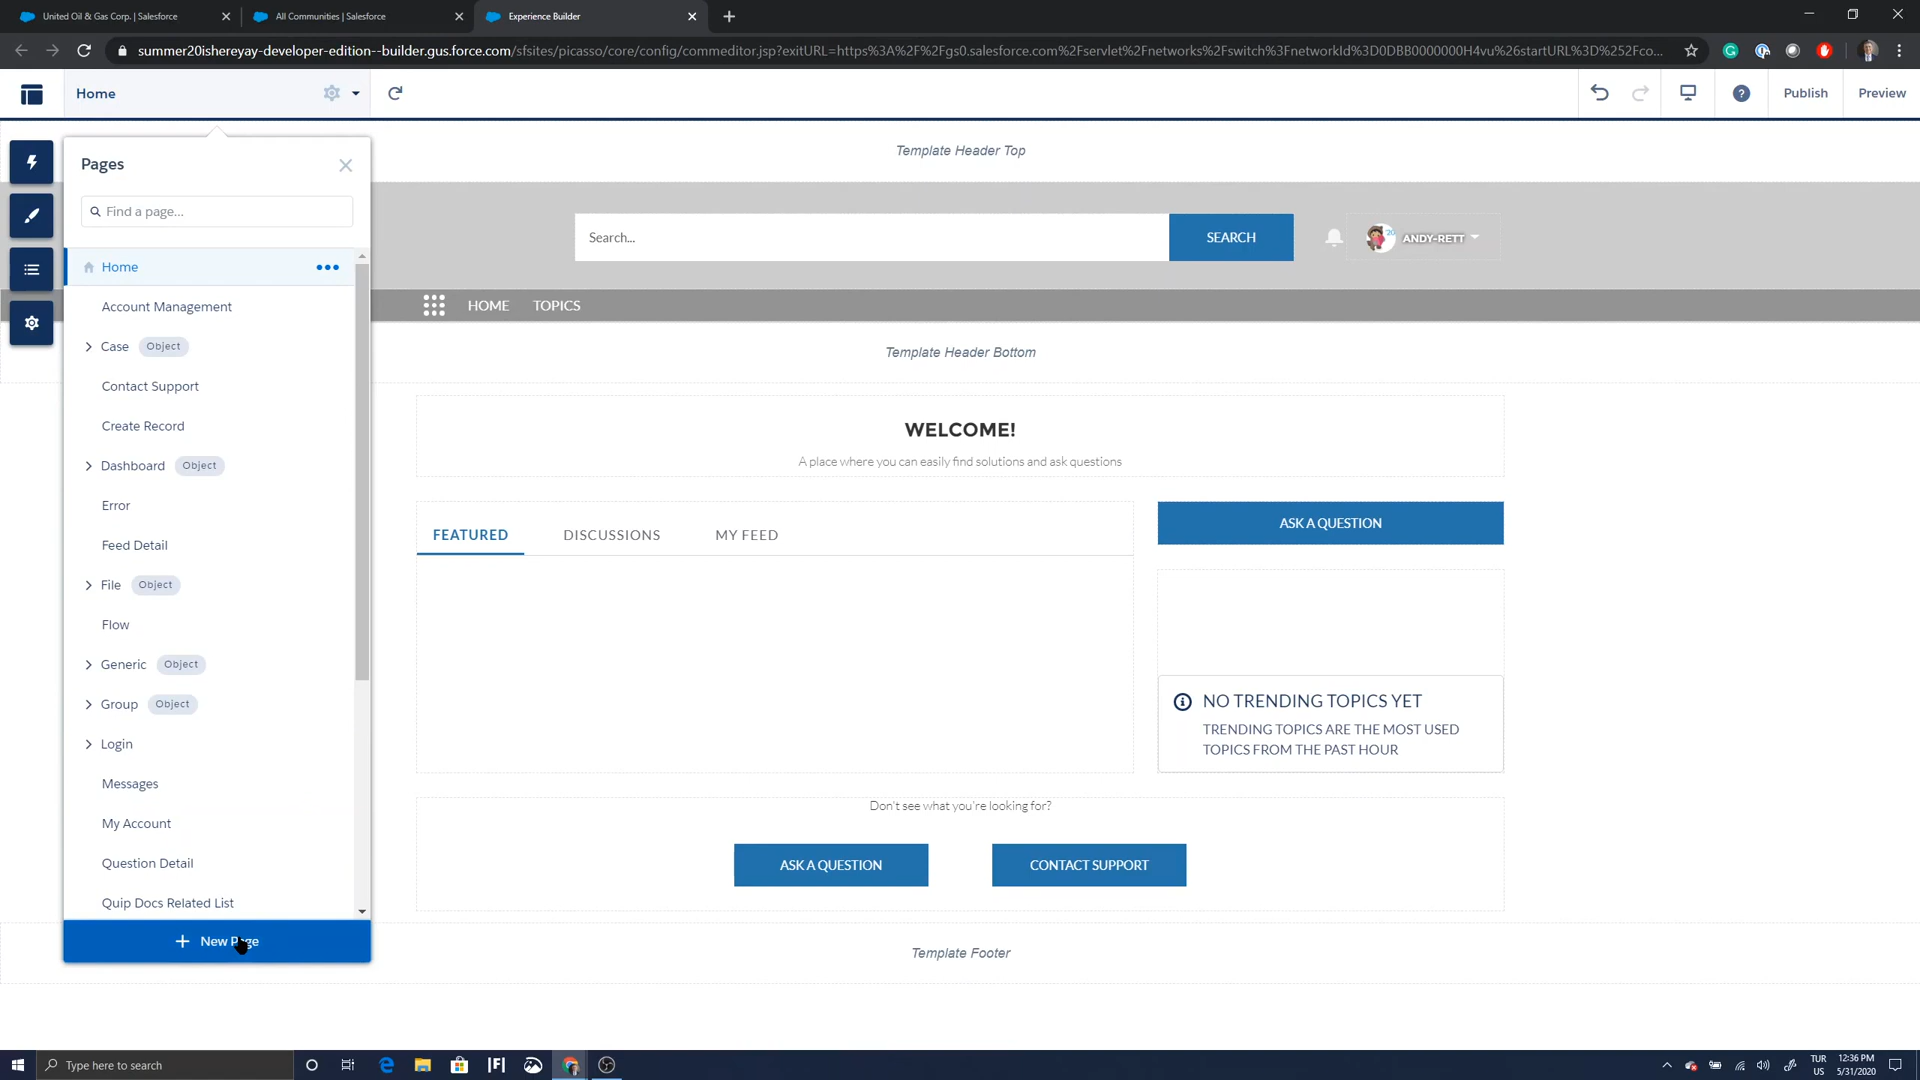 United Oil & Gas Corp. | Salesforce
All Communities | Salesforce
Experience Builder
summer20ishereyay-developer-edition--builder.gus.force.com/sfsites/picasso/core/config/commeditor.jsp?exitURL=https%3A%2F%2Fgs0.salesforce.com%2Fservlet%2Fnetworks%2Fswitch%3FnetworkId%3D0DBB0000000H4vu%26startURL%3D%252Fco...
Home
Publish
Preview
Pages
Find a page...
Home
Account Management
Case Object
Contact Support
Create Record
Dashboard Object
Error
Feed Detail
File Object
Flow
Generic Object
Group Object
Login
Messages
My Account
Question Detail
Quip Docs Related List
New Page
Template Header Top
Search...
SEARCH
ANDY-RETT
HOME
TOPICS
Template Header Bottom
WELCOME!
A place where you can easily find solutions and ask questions
FEATURED
DISCUSSIONS
MY FEED
ASK A QUESTION
NO TRENDING TOPICS YET
TRENDING TOPICS ARE THE MOST USED
TOPICS FROM THE PAST HOUR
Don't see what you're looking for?
ASK A QUESTION
CONTACT SUPPORT
Template Footer
Type here to search
TUR
US
12:36 PM
5/31/2020